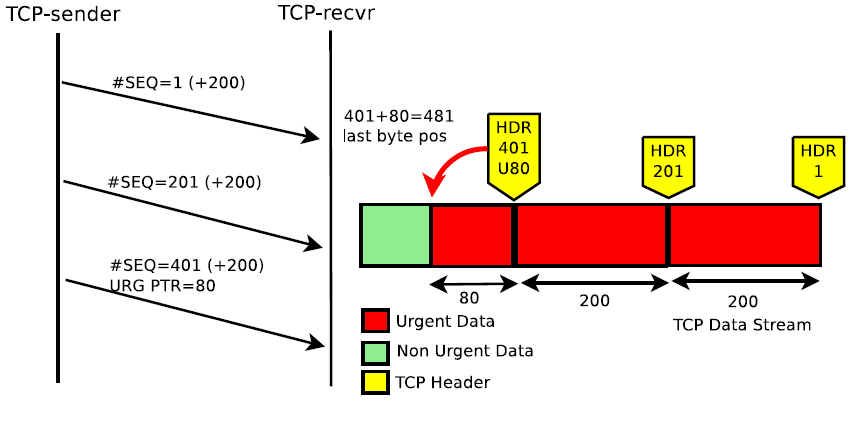 TCP-sender
TCP-recvr
#SEQ=1 (+200)
#SEQ=201 (+200)
#SEQ=401 (+200)
URG PTR=80
401+80=481
last byte pos
HDR
401
U80
HDR
201
HDR
1
80
200
200
TCP Data Stream
Urgent Data
Non Urgent Data
TCP Header